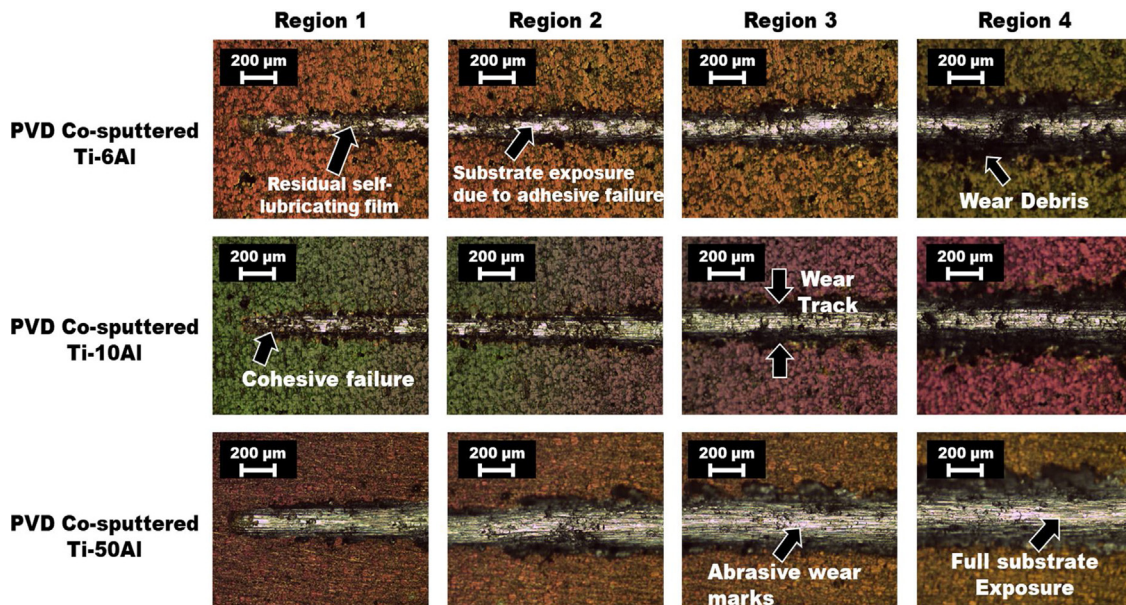 Region 1
Region 2
Region 3
Region 4
PVD Co-sputtered
Ti-6Al
200 µm
200 µm
200 µm
200 µm
Residual self-
lubricating film
Substrate exposure
due to adhesive failure
Wear Debris
PVD Co-sputtered
Ti-10Al
200 µm
200 µm
200 µm
200 µm
Cohesive failure
Wear
Track
PVD Co-sputtered
Ti-50Al
200 µm
200 µm
200 µm
200 µm
Abrasive wear
marks
Full substrate
Exposure